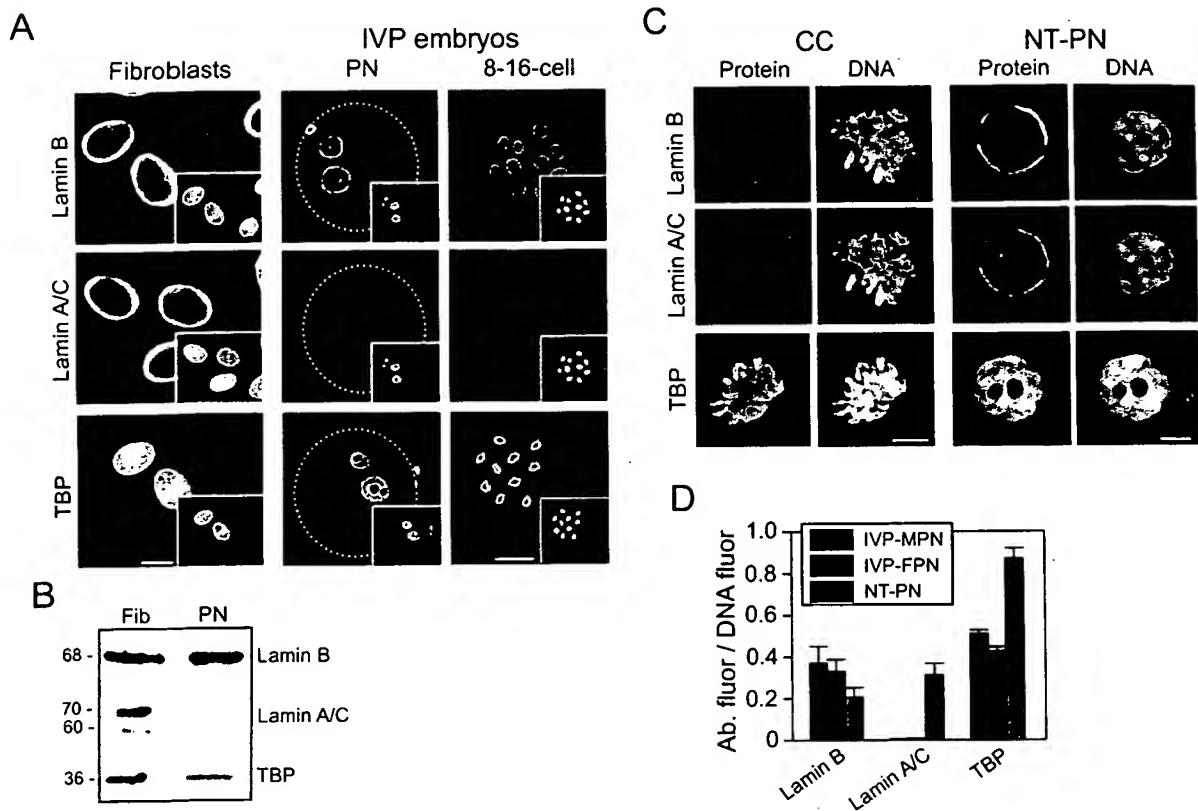 A
IVP embryos
Fibroblasts PN 8-16-cell
Lamin B
Lamin A/C
TBP
B
Fib PN
68 - Lamin B
70 - Lamin A/C
60 -
36 - TBP
C
CC NT-PN
Protein DNA Protein DNA
Lamin B
Lamin A/C
TBP
D
Ab. fluor / DNA fluor
1.0
0.8
0.6
0.4
0.2
0
IVP-MPN
IVP-FPN
NT-PN
Lamin B
Lamin A/C
TBP